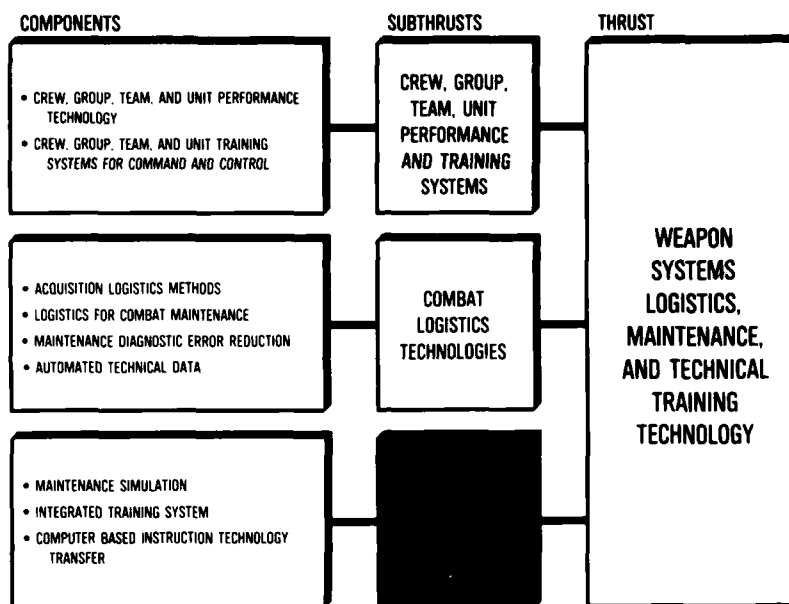 COMPONENTS
SUBTHRUSTS
THRUST
• CREW, GROUP, TEAM, AND UNIT PERFORMANCE
TECHNOLOGY
• CREW, GROUP, TEAM, AND UNIT TRAINING
SYSTEMS FOR COMMAND AND CONTROL
CREW, GROUP,
TEAM, UNIT
PERFORMANCE
AND TRAINING
SYSTEMS
• ACQUISITION LOGISTICS METHODS
• LOGISTICS FOR COMBAT MAINTENANCE
• MAINTENANCE DIAGNOSTIC ERROR REDUCTION
• AUTOMATED TECHNICAL DATA
COMBAT
LOGISTICS
TECHNOLOGIES
• MAINTENANCE SIMULATION
• INTEGRATED TRAINING SYSTEM
• COMPUTER BASED INSTRUCTION TECHNOLOGY
TRANSFER
WEAPON
SYSTEMS
LOGISTICS,
MAINTENANCE,
AND TECHNICAL
TRAINING
TECHNOLOGY